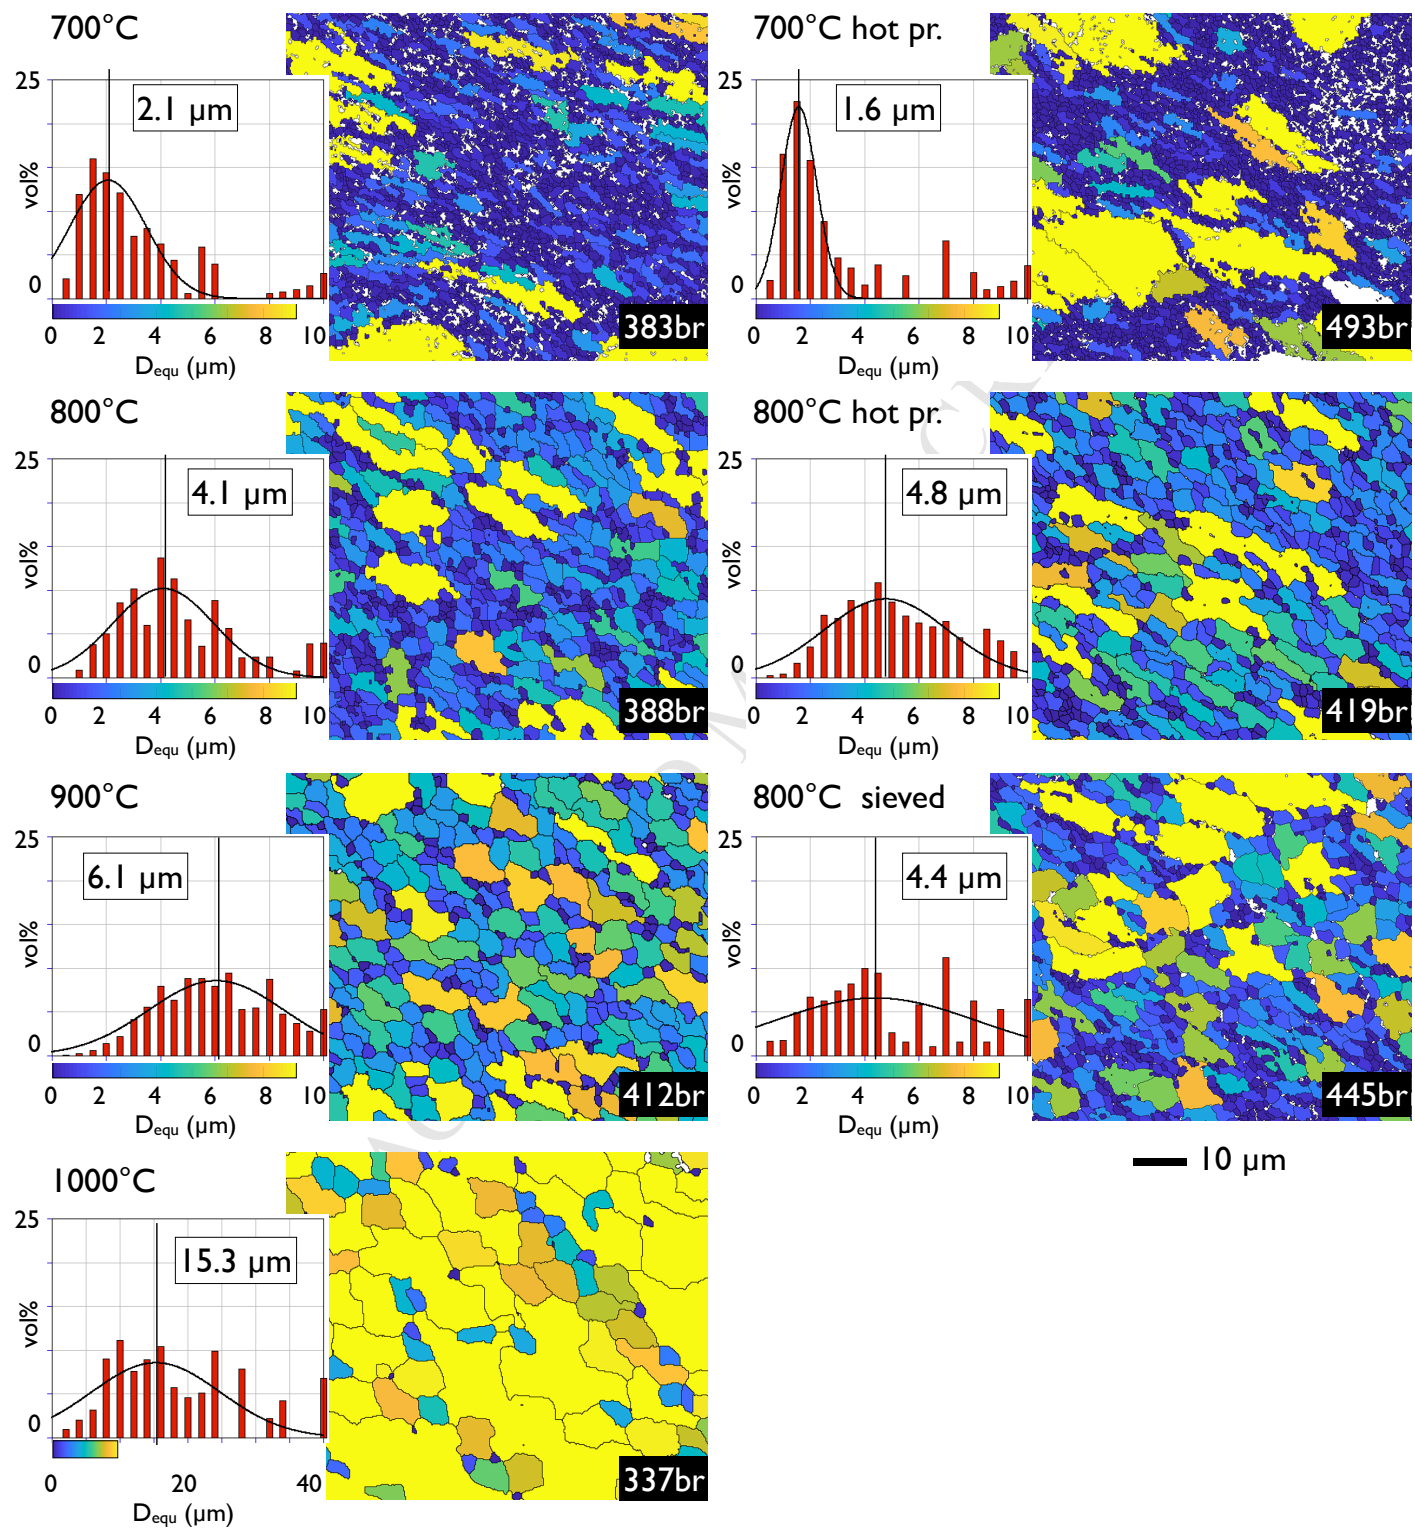 700°C
25
2.1 µm
vol%
0
0 2 4 6 8 10
Dequ (µm)
383br
700°C hot pr.
25
1.6 µm
vol%
0
0 2 4 6 8 10
Dequ (µm)
493br
800°C
25
4.1 µm
vol%
0
0 2 4 6 8 10
Dequ (µm)
388br
800°C hot pr.
25
4.8 µm
vol%
0
0 2 4 6 8 10
Dequ (µm)
419br
900°C
25
6.1 µm
vol%
0
0 2 4 6 8 10
Dequ (µm)
412br
800°C sieved
25
4.4 µm
vol%
0
0 2 4 6 8 10
Dequ (µm)
445br
10 µm
1000°C
25
15.3 µm
vol%
0
0 20 40
Dequ (µm)
337br